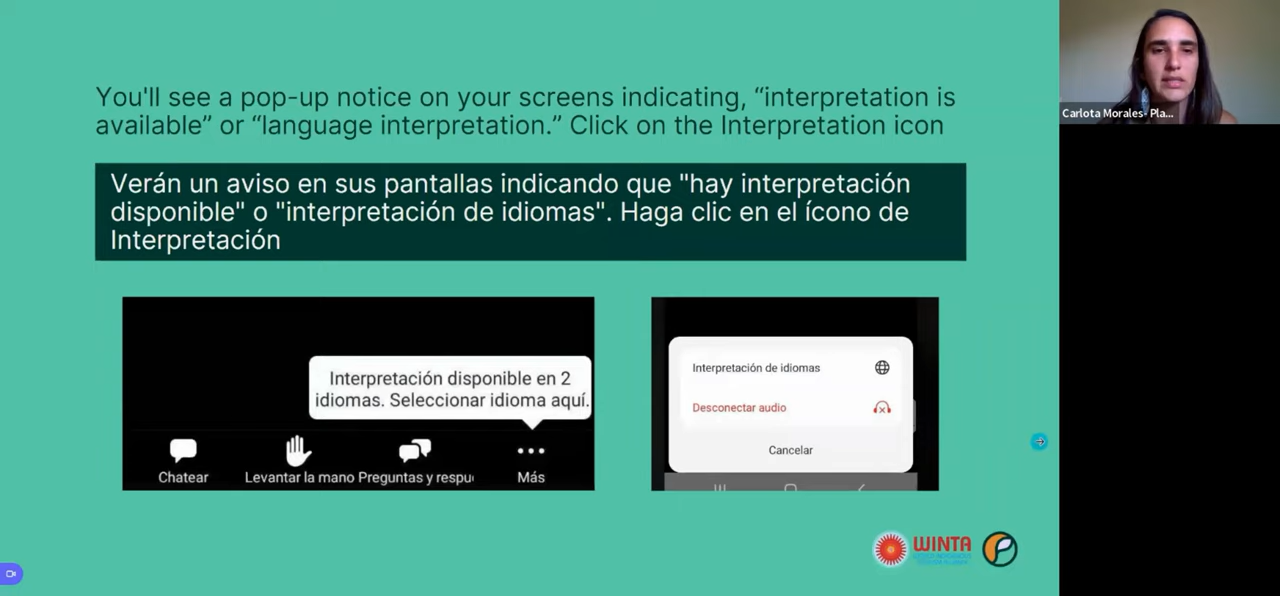 You'll see a pop-up notice on your screens indicating, “interpretation is
available” or “language interpretation.” Click on the Interpretation icon
Verán un aviso en sus pantallas indicando que "hay interpretación
disponible" o "interpretación de idiomas". Haga clic en el ícono de
Interpretación
Interpretación disponible en 2
idiomas. Seleccionar idioma aquí.
Chatear
Levantar la mano
Preguntas y respu
Más
Interpretación de idiomas
Desconectar audio
Cancelar
WINTA
Carlota Morales- Pla...